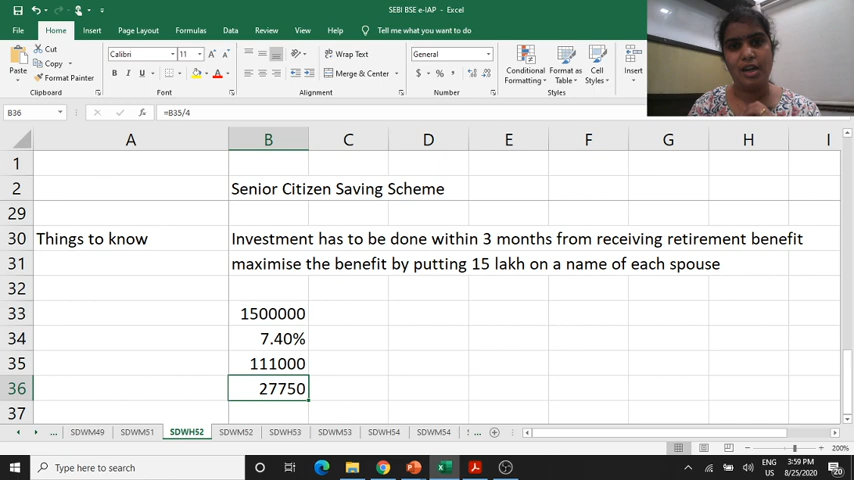 SEBI BSE e-IAP - Excel
File Home Insert Draw Page Layout Formulas Data Review View Help Tell me what you want to do
Paste
Cut
Copy
Format Painter
Clipboard
Calibri 11
B I U
Font
Wrap Text
Merge & Center
Alignment
General
$ % ,
Number
Conditional Formatting
Format as Table
Cell Styles
Styles
Insert
B36 fx =B35/4
A B C D E F G H I
1
2 Senior Citizen Saving Scheme
29
30 Things to know Investment has to be done within 3 months from receiving retirement benefit
31 maximise the benefit by putting 15 lakh on a name of each spouse
32
33 1500000
34 7.40%
35 111000
36 27750
37
... SDWM49 SDWM51 SDWH52 SDWM52 SDWH53 SDWM53 SDWH54 SDWM54 ...
200%
Type here to search
ENG
US
3:59 PM
8/25/2020
20